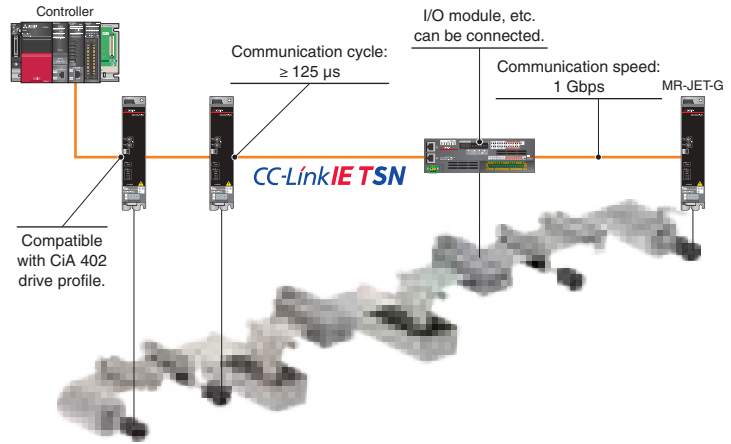 Controller
I/O module, etc.
can be connected.
Communication cycle:
≥ 125 μs
Communication speed:
1 Gbps
MR-JET-G
CC-Link IE TSN
Compatible
with CiA 402
drive profile.